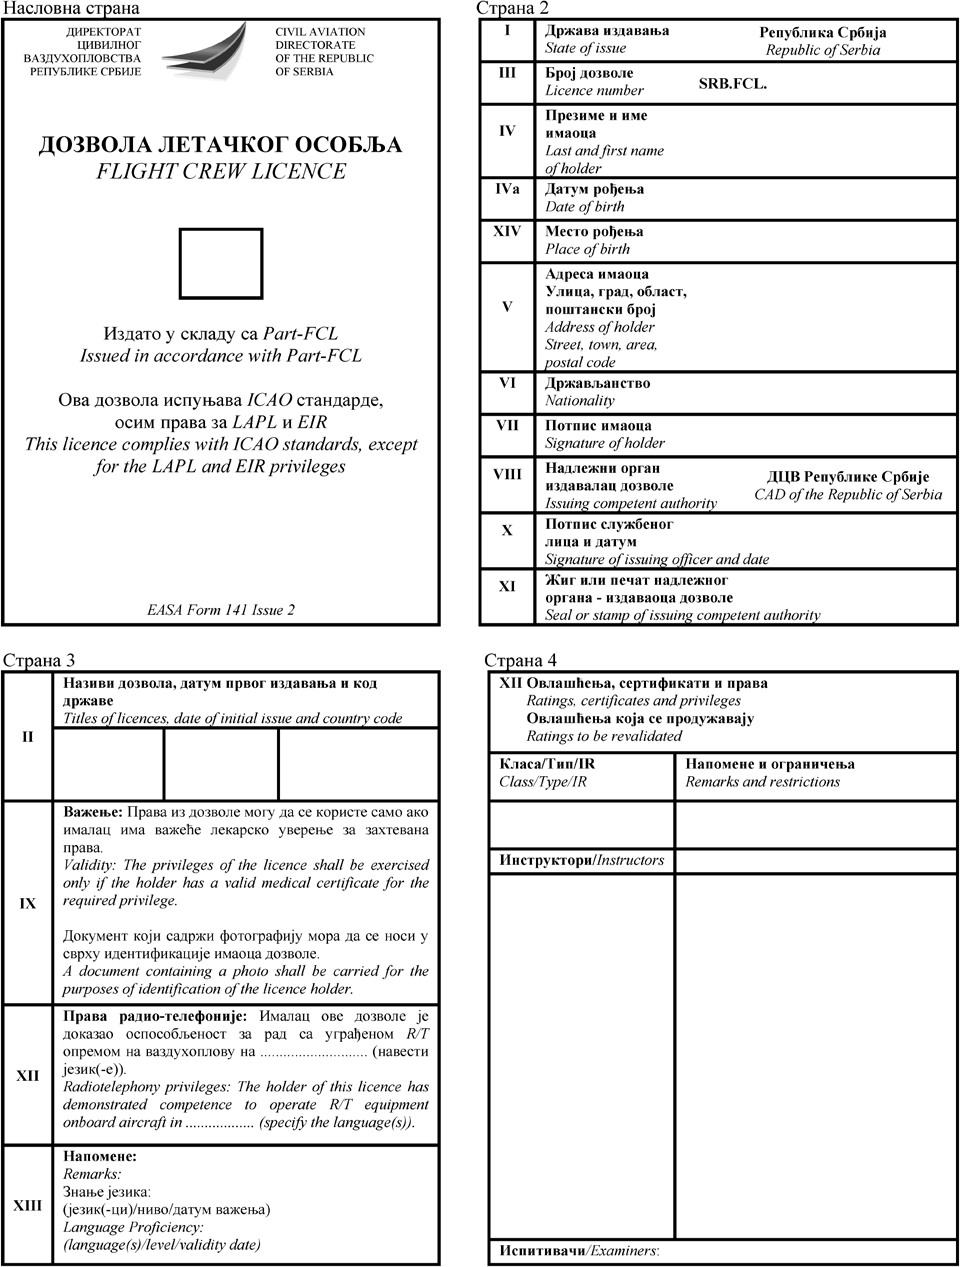 Насловна страна
ДИРЕКТОРАТ
ЦИВИЛНОГ
ВАЗДУХОПЛОВСТВА
РЕПУБЛИКЕ СРБИЈЕ
CIVIL AVIATION
DIRECTORATE
OF THE REPUBLIC
OF SERBIA
ДОЗВОЛА ЛЕТАЧКОГ ОСОБЉА
FLIGHT CREW LICENCE
Издато у складу са Part-FCL
Issued in accordance with Part-FCL
Ова дозвола испуњава ICAO стандарде,
осим права за LAPL и EIR
This licence complies with ICAO standards, except
for the LAPL and EIR privileges
EASA Form 141 Issue 2
Страна 2
I
Држава издавања
State of issue
Република Србија
Republic of Serbia
III
Број дозволе
Licence number
SRB.FCL.
IV
Презиме и име
имаоца
Last and first name
of holder
IVa
Датум рођења
Date of birth
XIV
Место рођења
Place of birth
V
Адреса имаоца
Улица, град, област,
поштански број
Address of holder
Street, town, area,
postal code
VI
Држављанство
Nationality
VII
Потпис имаоца
Signature of holder
VIII
Надлежни орган
издавалац дозволе
Issuing competent authority
ДЦВ Републике Србије
CAD of the Republic of Serbia
X
Потпис службеног
лица и датум
Signature of issuing officer and date
XI
Жиг или печат надлежног
органа - издаваоца дозволе
Seal or stamp of issuing competent authority
Страна 3
II
Називи дозвола, датум првог издавања и код
државе
Titles of licences, date of initial issue and country code
IX
Важење: Права из дозволе могу да се користе само ако
ималац има важеће лекарско уверење за захтевана
права.
Validity: The privileges of the licence shall be exercised
only if the holder has a valid medical certificate for the
required privilege.
Документ који садржи фотографију мора да се носи у
сврху идентификације имаоца дозволе.
A document containing a photo shall be carried for the
purposes of identification of the licence holder.
XII
Права радио-телефоније: Ималац ове дозволе је
доказао оспособљеност за рад са уграђеном R/T
опремом на ваздухоплову на ............................ (навести
језик(-е)).
Radiotelephony privileges: The holder of this licence has
demonstrated competence to operate R/T equipment
onboard aircraft in .................. (specify the language(s)).
XIII
Напомене:
Remarks:
Знање језика:
(језик(-ци)/ниво/датум важења)
Language Proficiency:
(language(s)/level/validity date)
Страна 4
XII Овлашћења, сертификати и права
Ratings, certificates and privileges
Овлашћења која се продужавају
Ratings to be revalidated
Класа/Тип/IR
Class/Type/IR
Напомене и ограничења
Remarks and restrictions
Инструктори/Instructors
Испитивачи/Examiners: